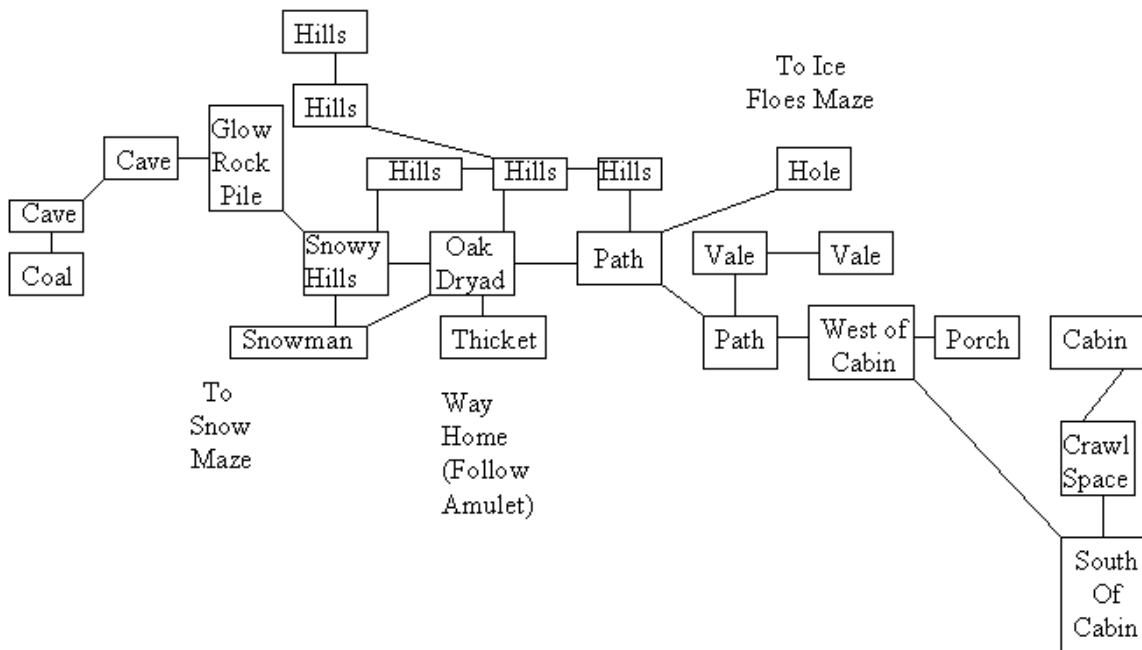 Hills
To Ice
Floes Maze
Hills
Glow
Rock
Pile
Cave
Hills
Hills
Hills
Hole
Cave
Coal
Snowy
Hills
Oak
Dryad
Path
Vale
Vale
Snowman
Thicket
Path
West of
Cabin
Porch
Cabin
To
Snow
Maze
Way
Home
(Follow
Amulet)
Crawl
Space
South
Of
Cabin